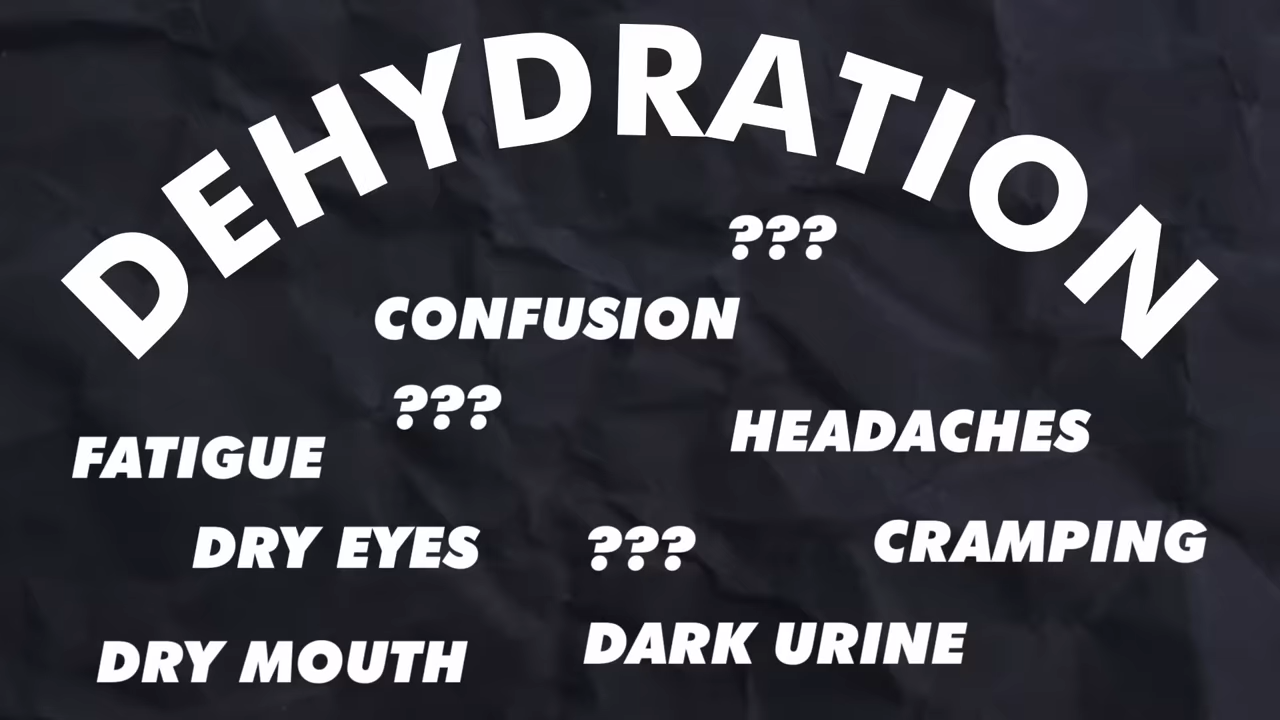 DEHYDRATION
???
CONFUSION
???
HEADACHES
FATIGUE
DRY EYES
???
CRAMPING
DRY MOUTH
DARK URINE